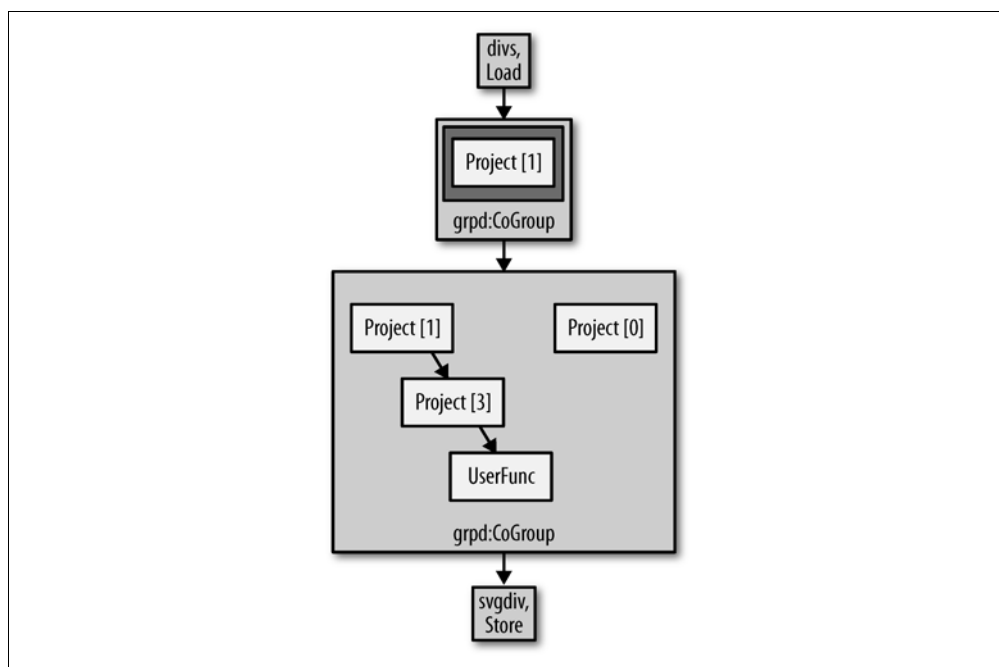 divs,
Load
Project [1]
grpd:CoGroup
Project [1]
Project [0]
Project [3]
UserFunc
grpd:CoGroup
svgdiv,
Store